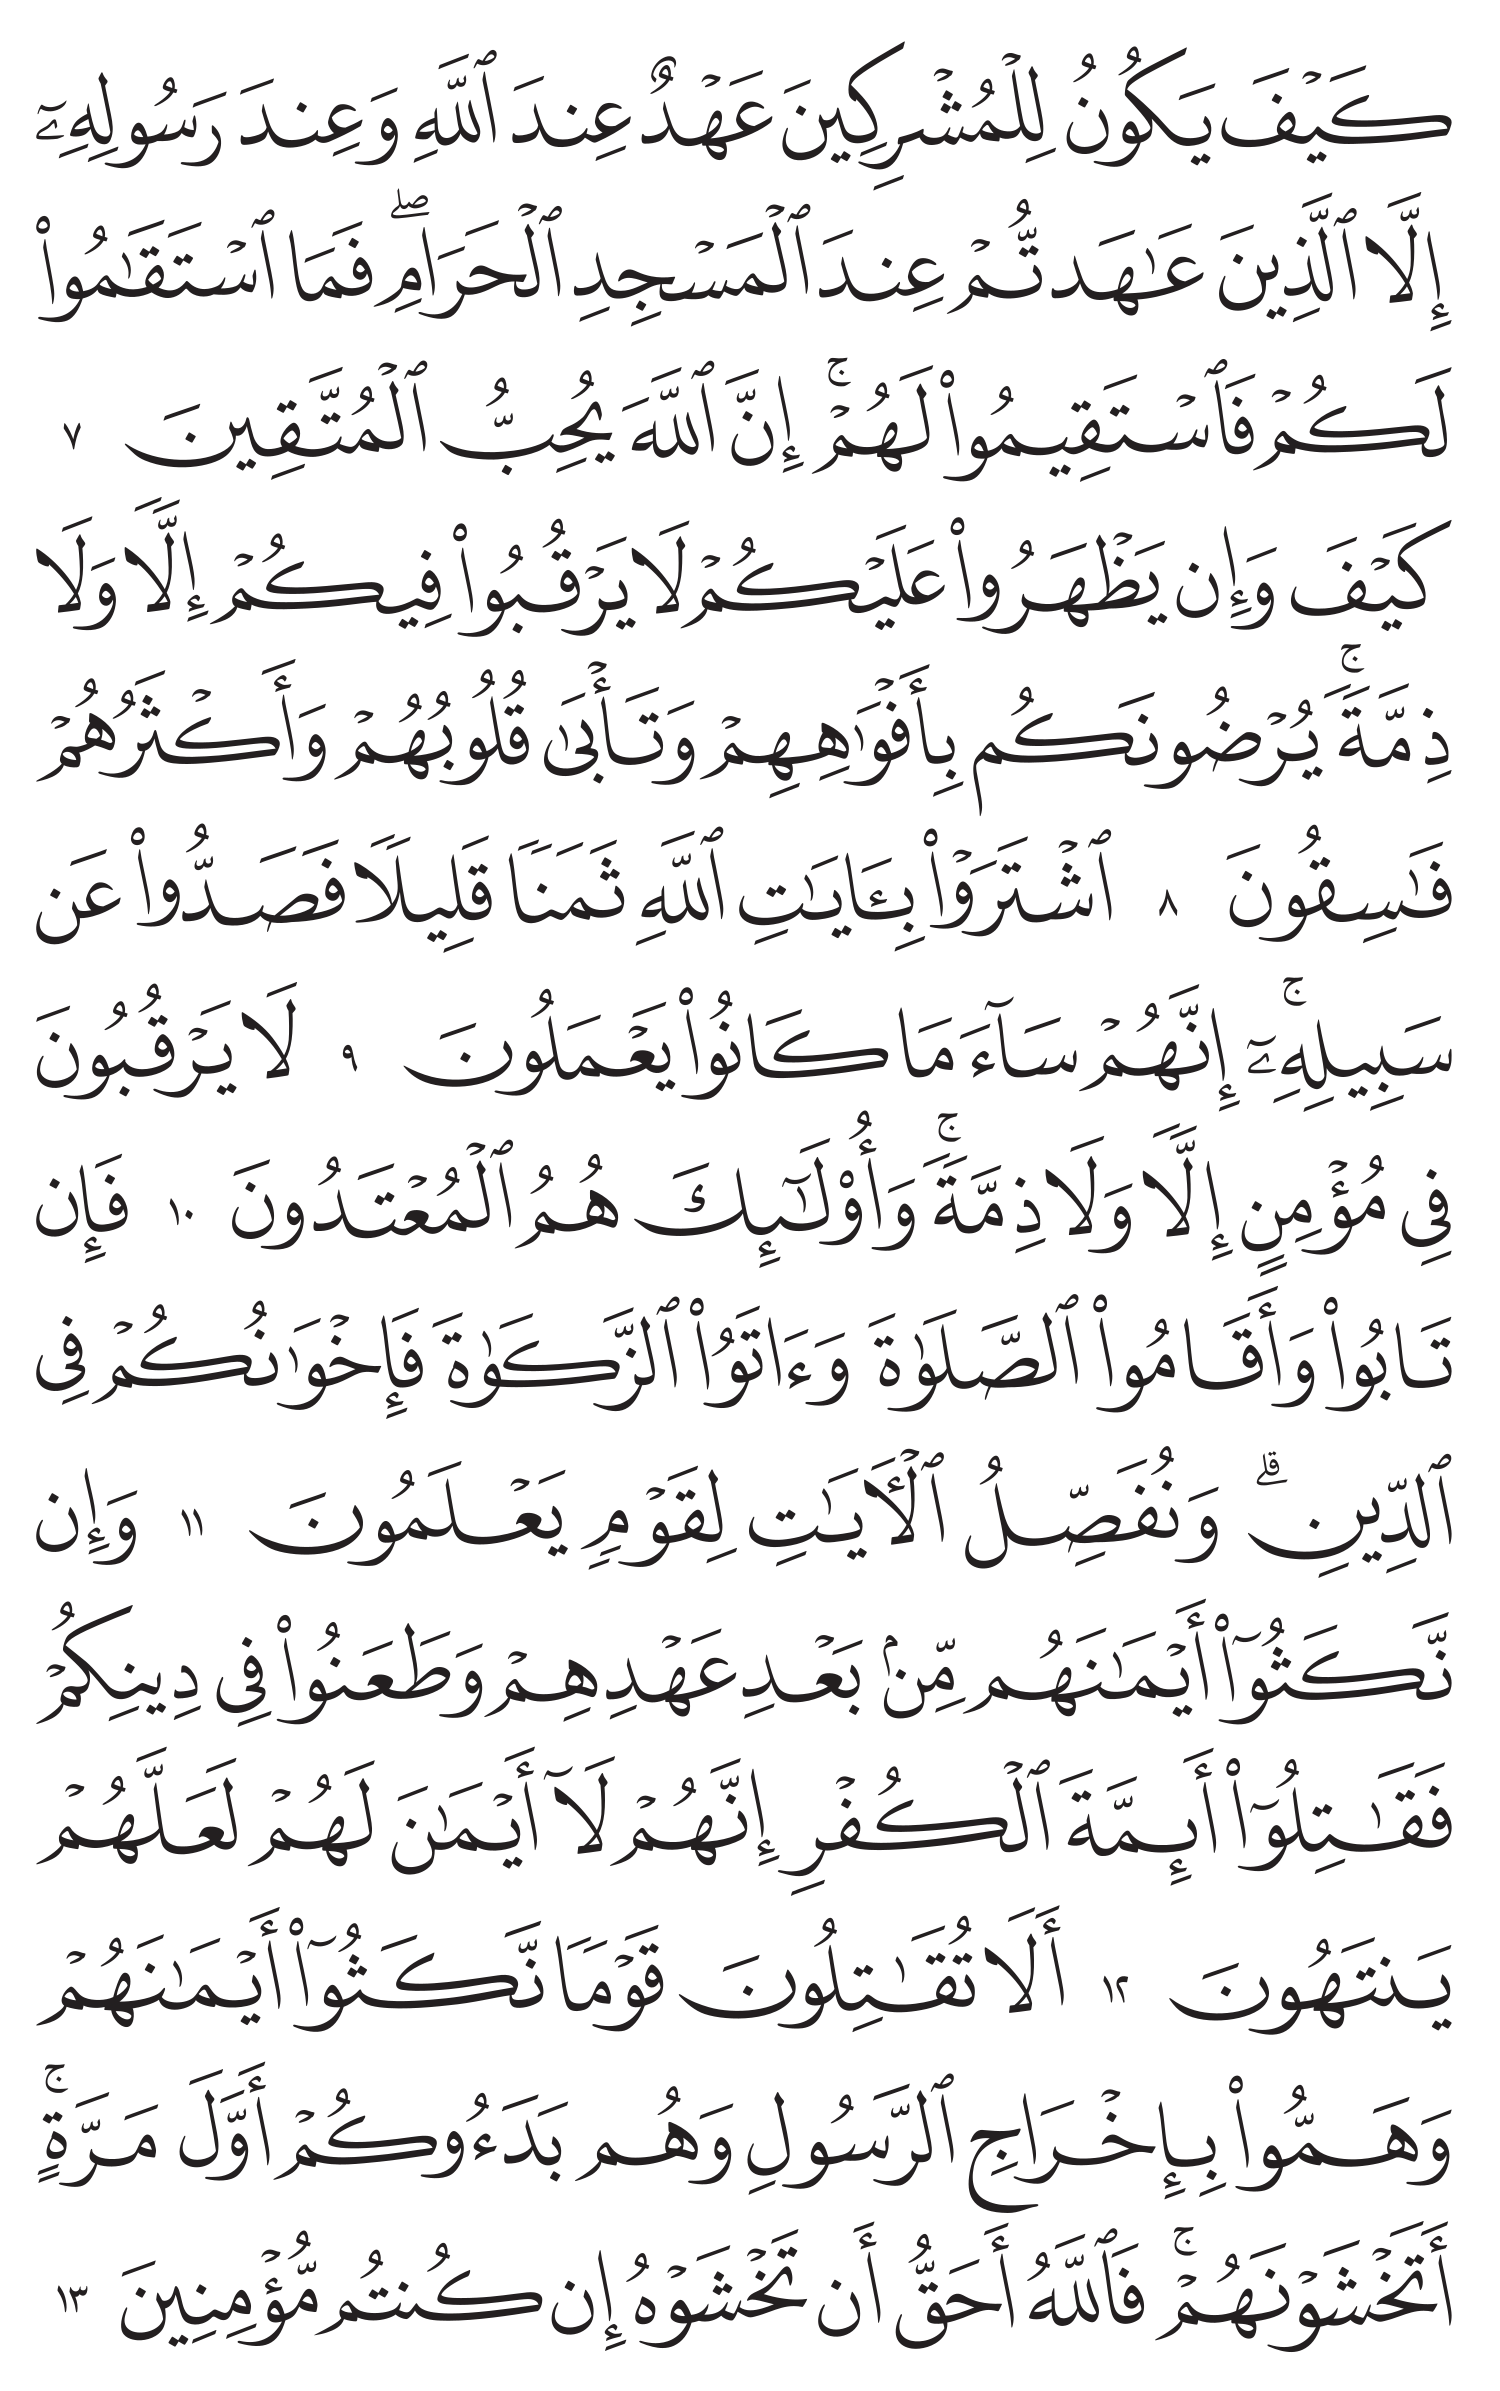 كَيۡفَ يَكُونُ لِلۡمُشۡرِكِينَ عَهۡدٌ عِندَ ٱللَّهِ وَعِندَ رَسُولِهِۦٓ
إِلَّا ٱلَّذِينَ عَٰهَدتُّمۡ عِندَ ٱلۡمَسۡجِدِ ٱلۡحَرَامِۖ فَمَا ٱسۡتَقَٰمُواْ
لَكُمۡ فَٱسۡتَقِيمُواْ لَهُمۡۚ إِنَّ ٱللَّهَ يُحِبُّ ٱلۡمُتَّقِينَ ٧
كَيۡفَ وَإِن يَظۡهَرُواْ عَلَيۡكُمۡ لَا يَرۡقُبُواْ فِيكُمۡ إِلّٗا وَلَا
ذِمَّةٗۚ يُرۡضُونَكُم بِأَفۡوَٰهِهِمۡ وَتَأۡبَىٰ قُلُوبُهُمۡ وَأَكۡثَرُهُمۡ
فَٰسِقُونَ ٨ ٱشۡتَرَوۡاْ بِـَٔايَٰتِ ٱللَّهِ ثَمَنٗا قَلِيلٗا فَصَدُّواْ عَن
سَبِيلِهِۦٓۚ إِنَّهُمۡ سَآءَ مَا كَانُواْ يَعۡمَلُونَ ٩ لَا يَرۡقُبُونَ
فِي مُؤۡمِنٍ إِلّٗا وَلَا ذِمَّةٗۚ وَأُوْلَٰٓئِكَ هُمُ ٱلۡمُعۡتَدُونَ ١٠ فَإِن
تَابُواْ وَأَقَامُواْ ٱلصَّلَوٰةَ وَءَاتَوُاْ ٱلزَّكَوٰةَ فَإِخۡوَٰنُكُمۡ فِي
ٱلدِّينِۗ وَنُفَصِّلُ ٱلۡأٓيَٰتِ لِقَوۡمٖ يَعۡلَمُونَ ١١ وَإِن
نَّكَثُوٓاْ أَيۡمَٰنَهُم مِّنۢ بَعۡدِ عَهۡدِهِمۡ وَطَعَنُواْ فِي دِينِكُمۡ
فَقَٰتِلُوٓاْ أَئِمَّةَ ٱلۡكُفۡرِ إِنَّهُمۡ لَآ أَيۡمَٰنَ لَهُمۡ لَعَلَّهُمۡ
يَنتَهُونَ ١٢ أَلَا تُقَٰتِلُونَ قَوۡمٗا نَّكَثُوٓاْ أَيۡمَٰنَهُمۡ
وَهَمُّواْ بِإِخۡرَاجِ ٱلرَّسُولِ وَهُم بَدَءُوكُمۡ أَوَّلَ مَرَّةٍۚ
أَتَخۡشَوۡنَهُمۡۚ فَٱللَّهُ أَحَقُّ أَن تَخۡشَوۡهُ إِن كُنتُم مُّؤۡمِنِينَ ١٣